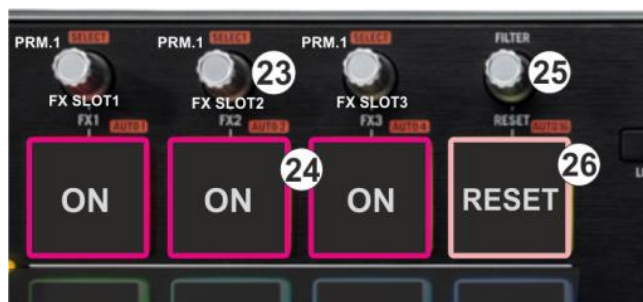 PRM.1 SELECT PRM.1 SELECT PRM.1 SELECT FILTER
23 25
FX SLOT1 FX SLOT2 FX SLOT3
FX1 AUTO 1 FX2 AUTO 2 FX3 AUTO 4 RESET AUTO 16
24 26
ON ON ON RESET